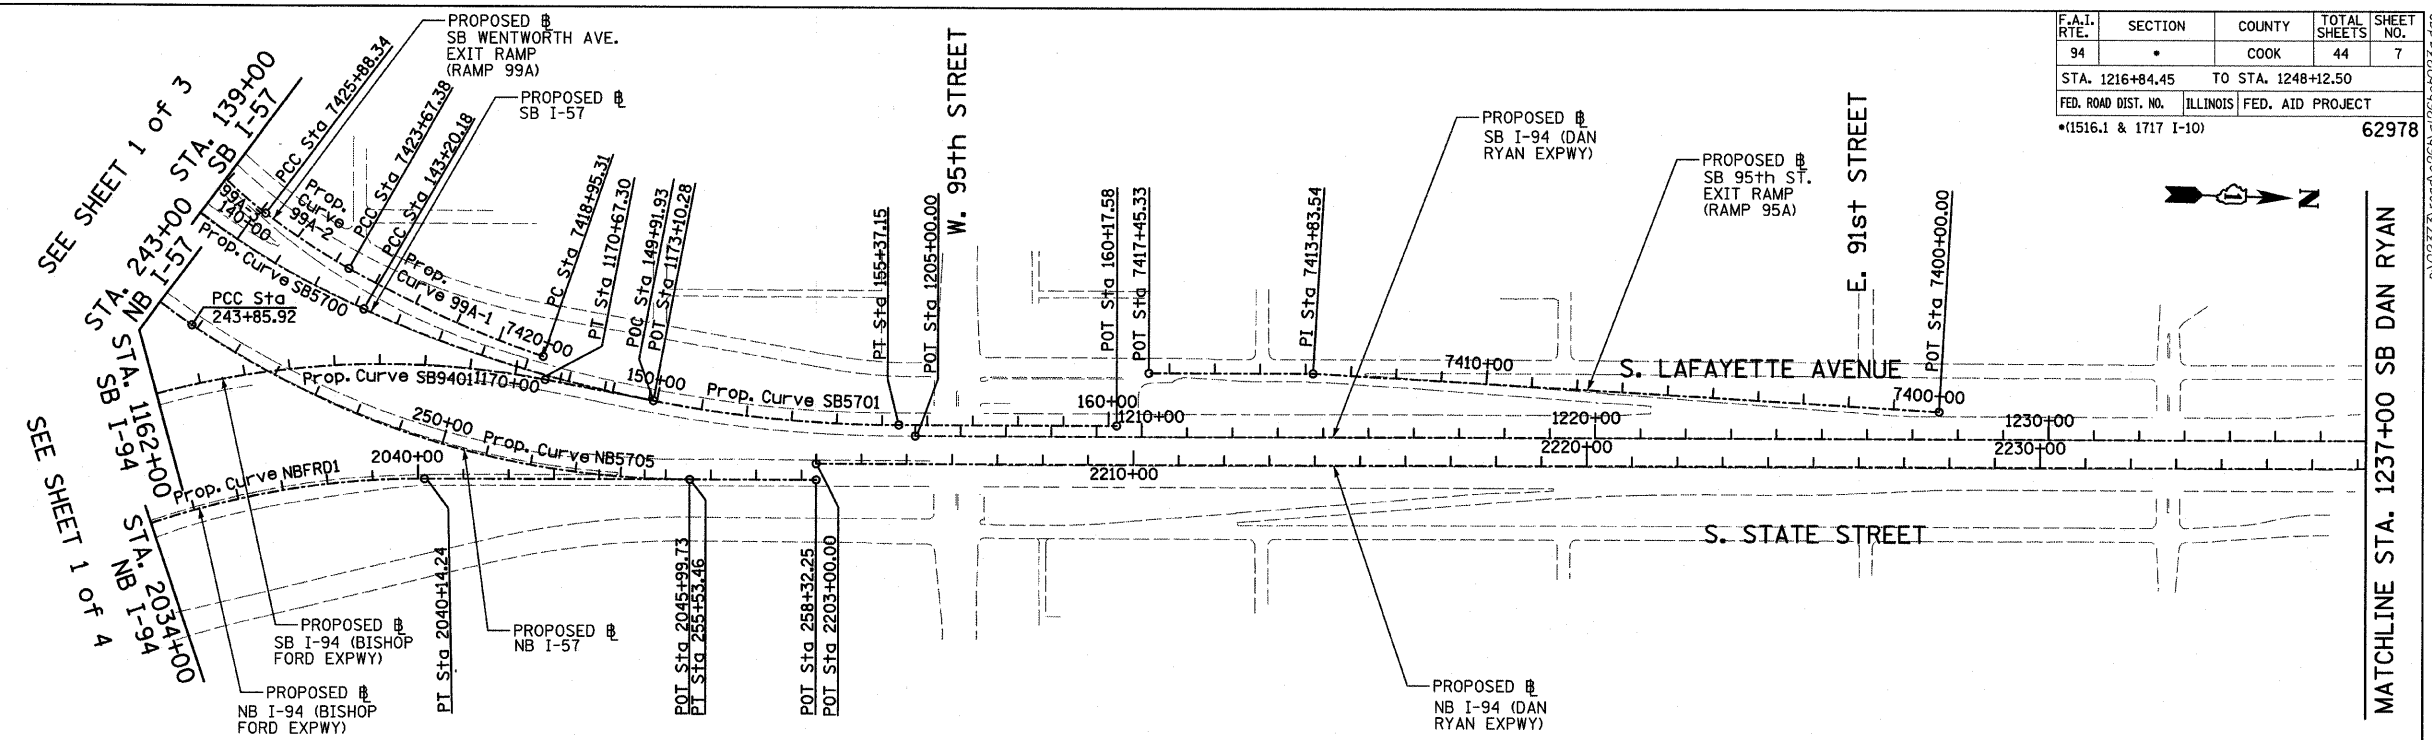 F.A.I. RTE. SECTION COUNTY TOTAL SHEETS SHEET NO.
94 * COOK 44 7
STA. 1216+84.45 TO STA. 1248+12.50
FED. ROAD DIST. NO. ILLINOIS FED. AID PROJECT
*(1516.1 & 1717 I-10) 62978
PROPOSED
SB WENTWORTH AVE.
EXIT RAMP
(RAMP 99A)
PROPOSED
SB I-57
PROPOSED
SB I-94 (DAN
RYAN EXPWY)
PROPOSED
SB 95th ST.
EXIT RAMP
(RAMP 95A)
SEE SHEET 1 of 3
STA. 139+00
SB I-57
STA. 243+00
NB I-57
STA. 1162+00
SB I-94
SEE SHEET 1 of 4
STA. 2034+00
NB I-94
PCC Sta 7425+88.34
PCC Sta 7423+67.38
PCC Sta 143+20.18
PC Sta 7418+95.31
PT Sta 1170+67.30
POC Sta 149+91.93
POT Sta 1173+10.28
PT Sta 155+37.15
POT Sta 1205+00.00
W. 95th STREET
POT Sta 160+17.58
POT Sta 7417+45.33
PI Sta 7413+83.54
E. 91st STREET
POT Sta 7400+00.00
N
99A-3
140+00
Prop.
Curve
99A-2
Prop. Curve SB5700
Prop.
Curve 99A-1
7420+00
PCC Sta
243+85.92
Prop. Curve SB9401
1170+00
150+00
Prop. Curve SB5701
160+00
1210+00
7410+00
S. LAFAYETTE AVENUE
7400+00
1220+00
1230+00
250+00
Prop. Curve NB5705
2040+00
Prop. Curve NBFRD1
2210+00
2220+00
2230+00
S. STATE STREET
PT Sta 2040+14.24
POT Sta 2045+99.73
PT Sta 255+53.46
POT Sta 258+32.25
POT Sta 2203+00.00
PROPOSED
SB I-94 (BISHOP
FORD EXPWY)
PROPOSED
NB I-57
PROPOSED
NB I-94 (BISHOP
FORD EXPWY)
PROPOSED
NB I-94 (DAN
RYAN EXPWY)
MATCHLINE STA. 1237+00 SB DAN RYAN